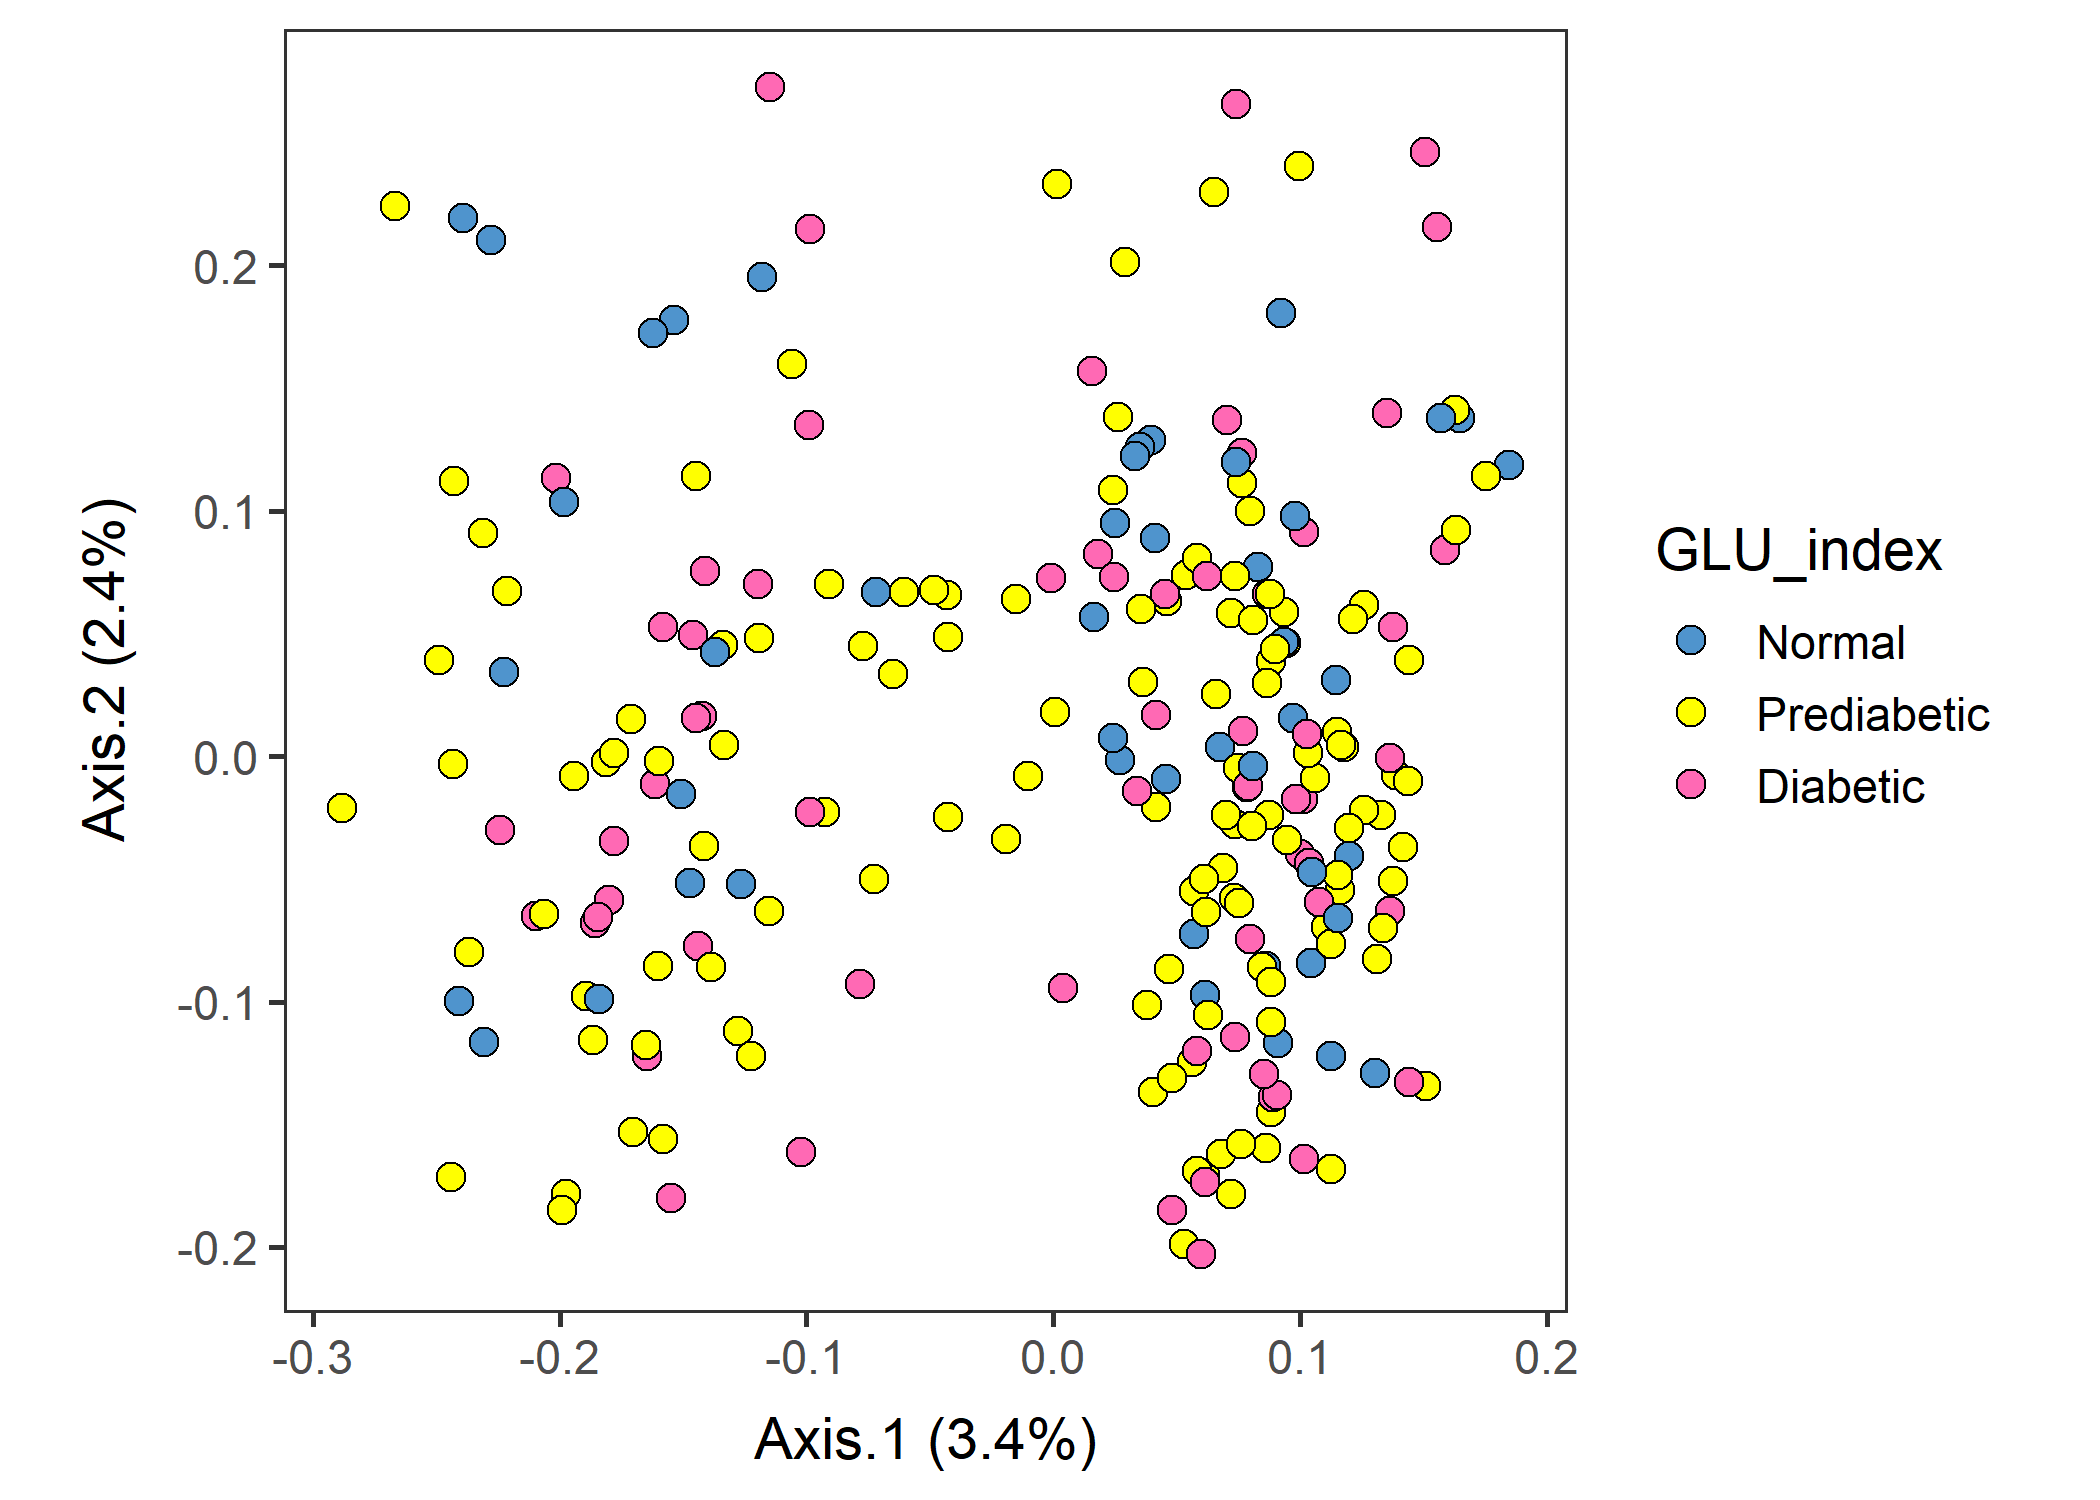 0.2
0.1
0.0
-0.1
-0.2
Axis.2 (2.4%)
-0.3 -0.2 -0.1 0.0 0.1 0.2
Axis.1 (3.4%)
GLU_index
Normal
Prediabetic
Diabetic